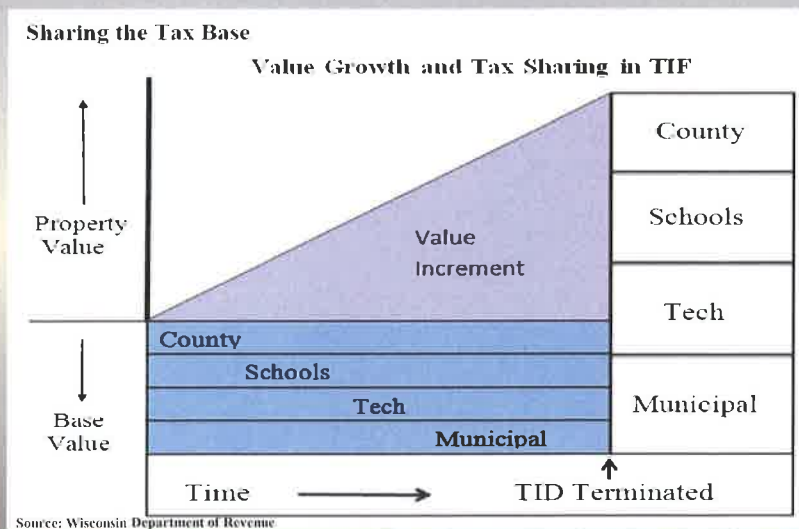 Sharing the Tax Base
Value Growth and Tax Sharing in TIF
Property
Value
Value
Increment
County
Schools
Tech
Municipal
County
Schools
Tech
Municipal
Base
Value
Time
TID Terminated
Source: Wisconsin Department of Revenue